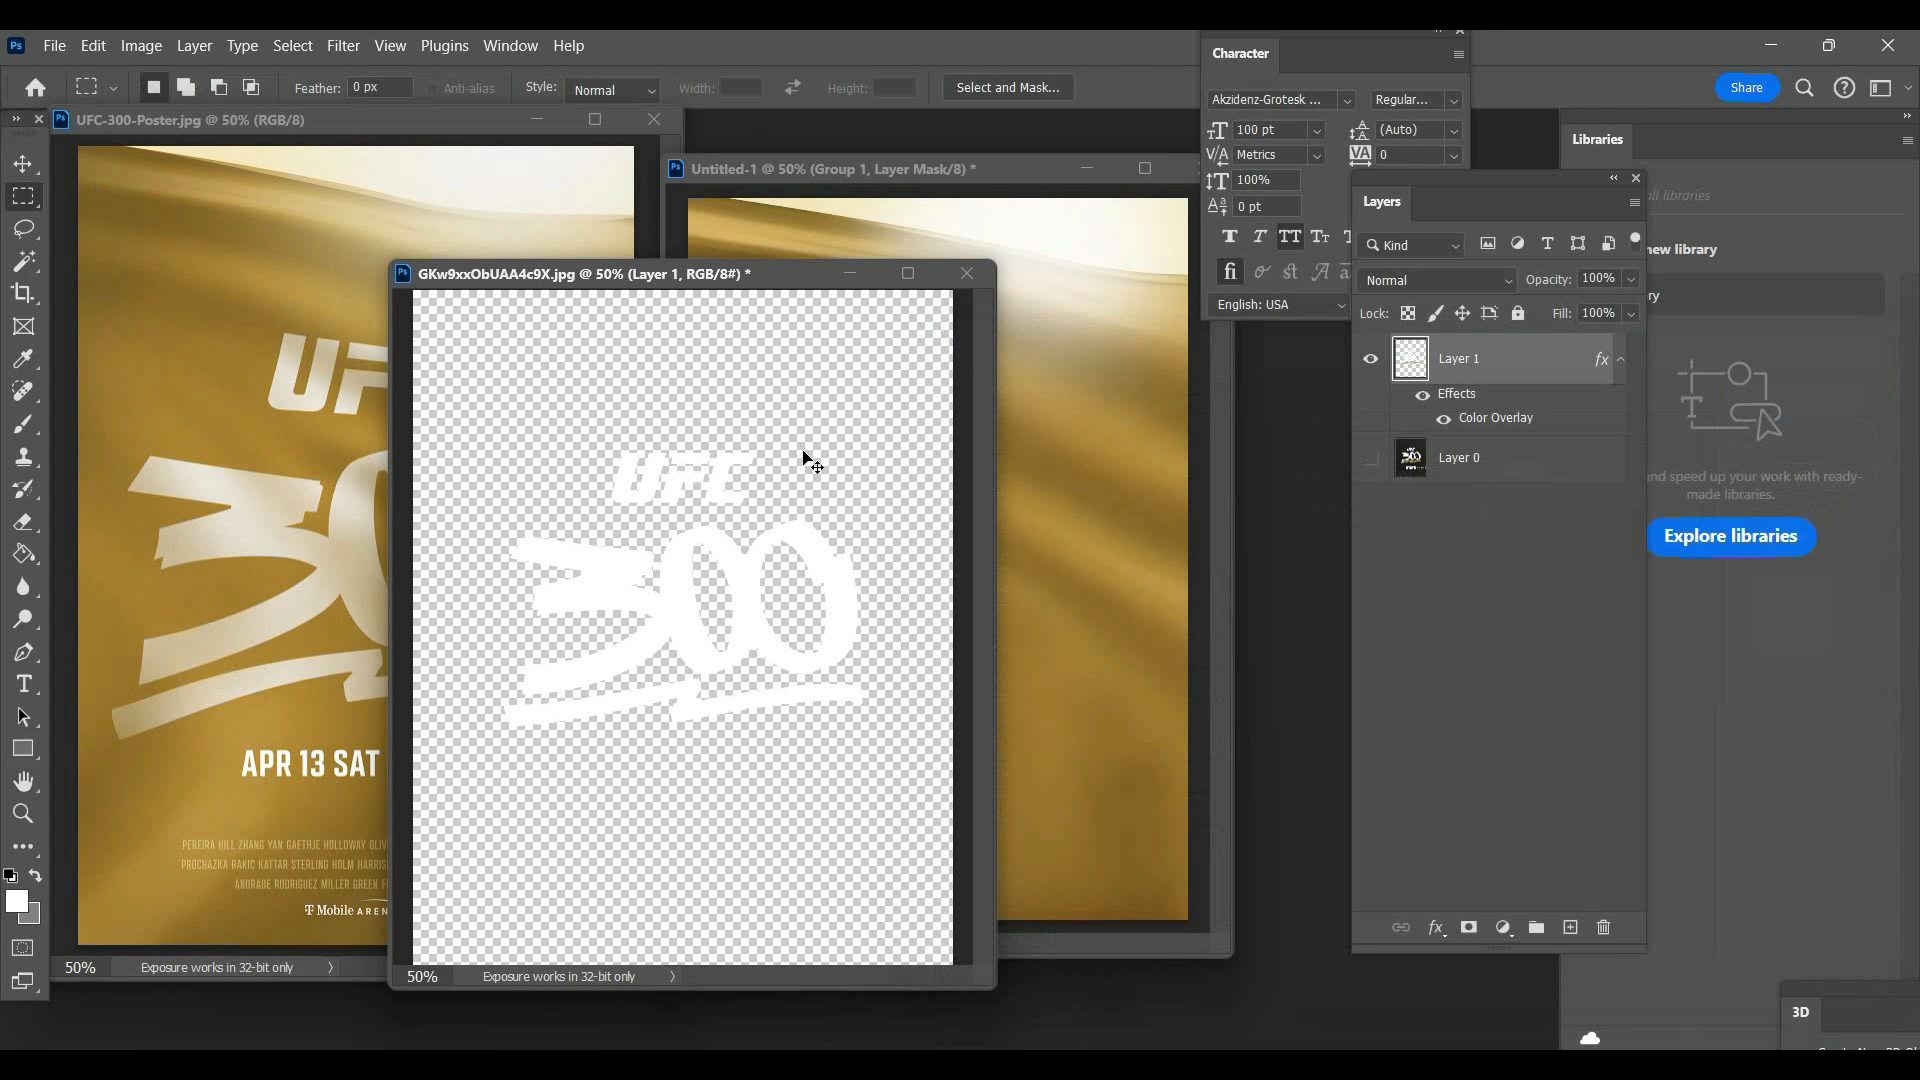 Ps File Edit Image Layer Type Select Filter View Plugins Window Help
Feather: 0 px Anti-alias Style: Normal Width: Height: Select and Mask... Share
UFC-300-Poster.jpg @ 50% (RGB/8)
Untitled-1 @ 50% (Group 1, Layer Mask/8) *
GKw9xxObUAA4c9X.jpg @ 50% (Layer 1, RGB/8#) *
UFC
300
APR 13 SAT
PEREIRA HILL ZHANG YAN GAETHJE HOLLOWAY
PROCHAZKA RAKIC KATTAR STERLING HOLM
ANDRADE RODRIGUEZ MILLER GREEN
T Mobile
UFC
300
50% Exposure works in 32-bit only
50% Exposure works in 32-bit only
Character
Akzidenz-Grotesk ... Regular...
100 pt (Auto)
Metrics 0
100%
0 pt
English: USA
Layers
Kind
Normal Opacity: 100%
Lock: Fill: 100%
Layer 1 fx
Effects
Color Overlay
Layer 0
Libraries
all libraries
new library
and speed up your work with ready-
made libraries.
Explore libraries
3D